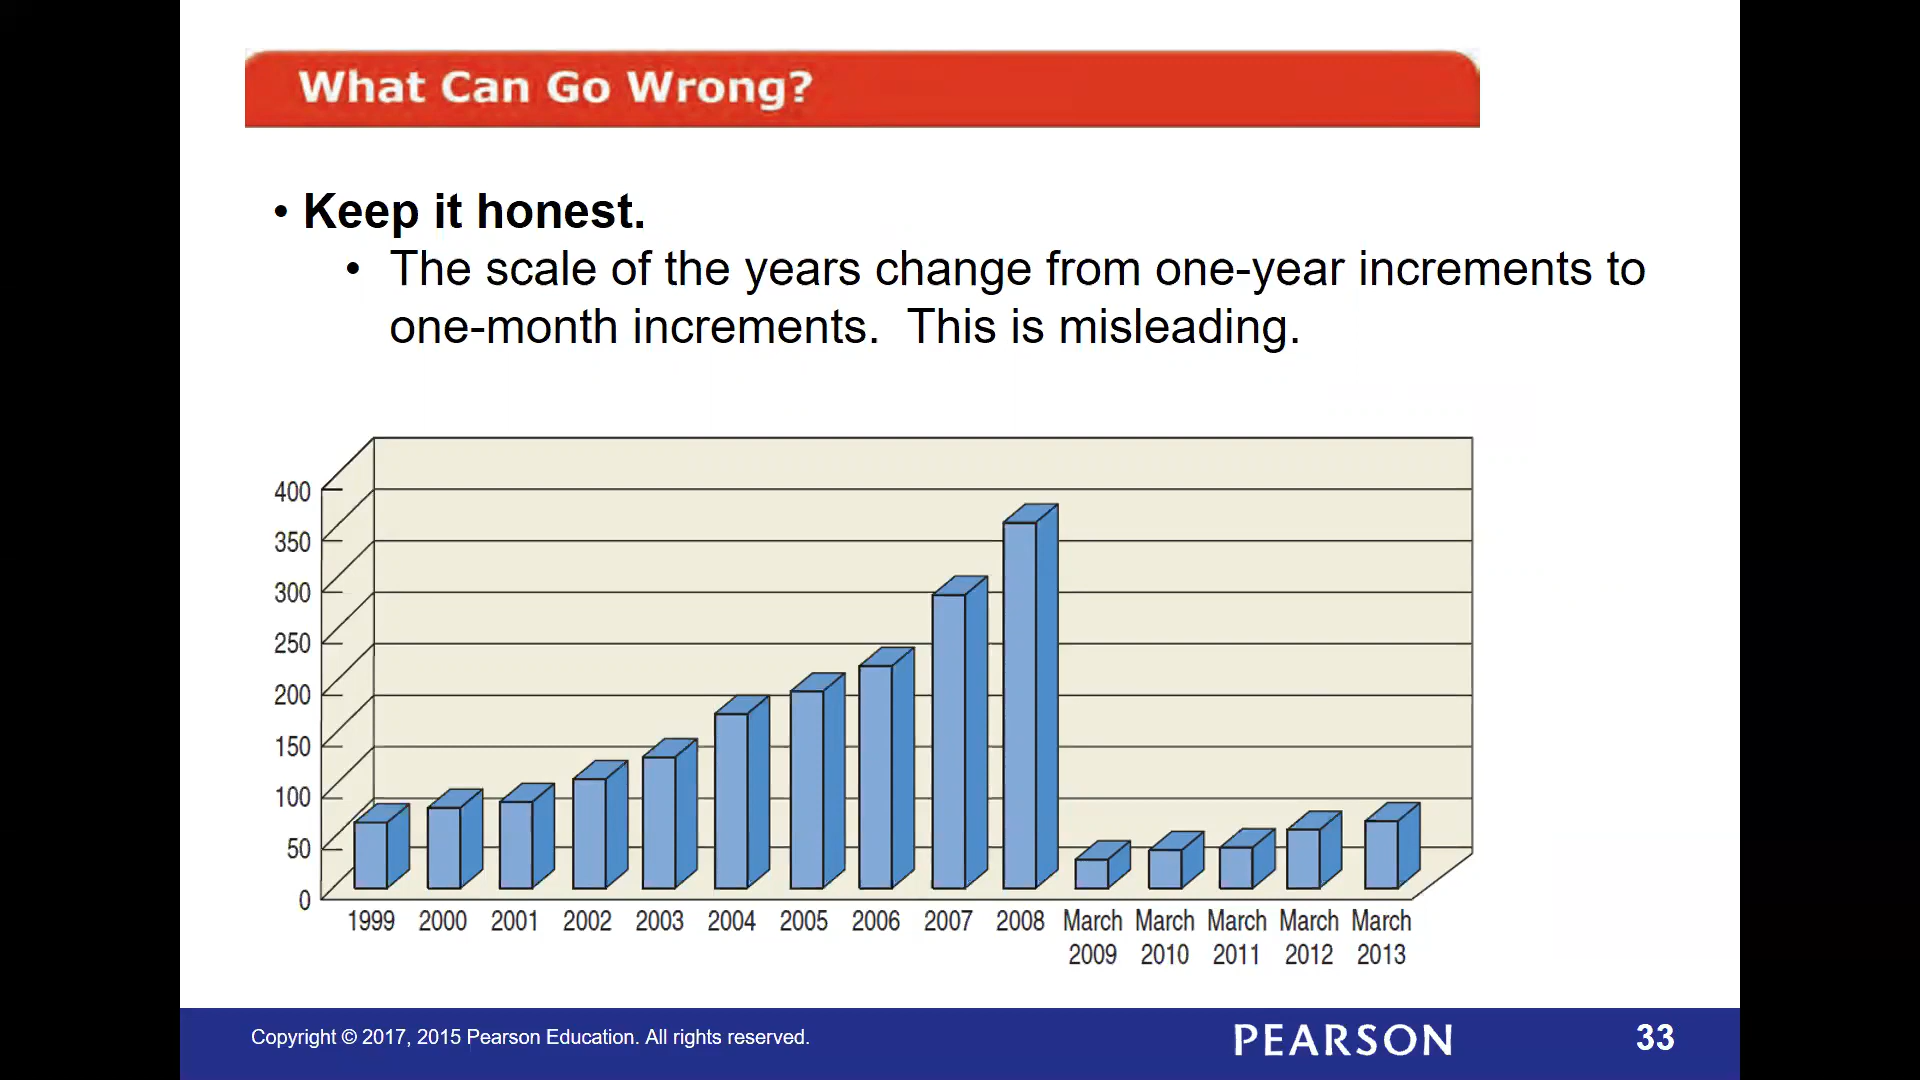 What Can Go Wrong?
• Keep it honest.
• The scale of the years change from one-year increments to
one-month increments.  This is misleading.
400
350
300
250
200
150
100
50
0
1999 2000 2001 2002 2003 2004 2005 2006 2007 2008 March March March March March
2009 2010 2011 2012 2013
Copyright © 2017, 2015 Pearson Education. All rights reserved.
PEARSON
33